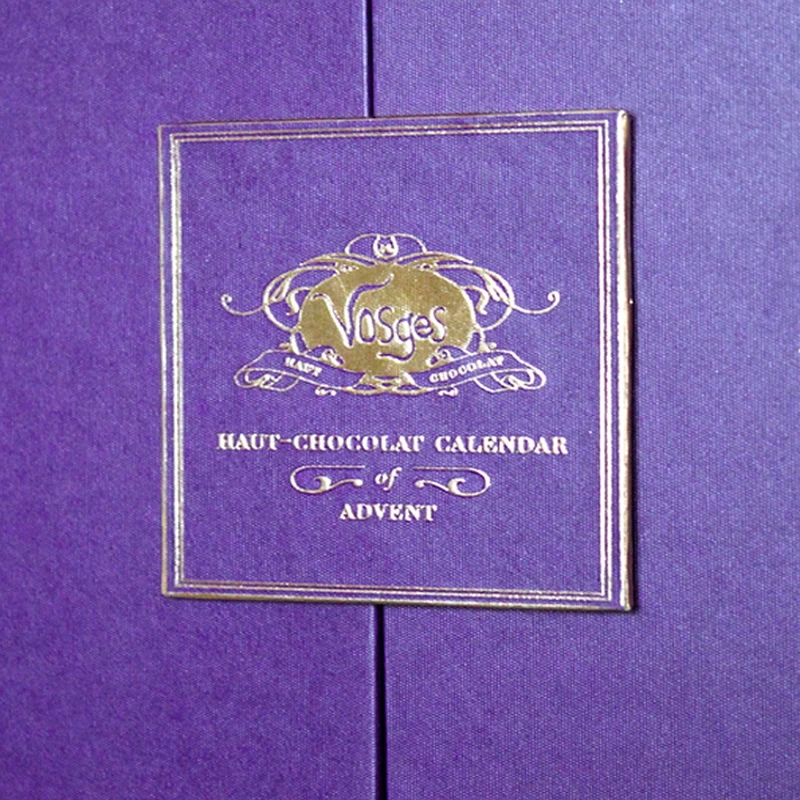 Vosges
HAUT CHOCOLAT
HAUT-CHOCOLAT CALENDAR
of
ADVENT